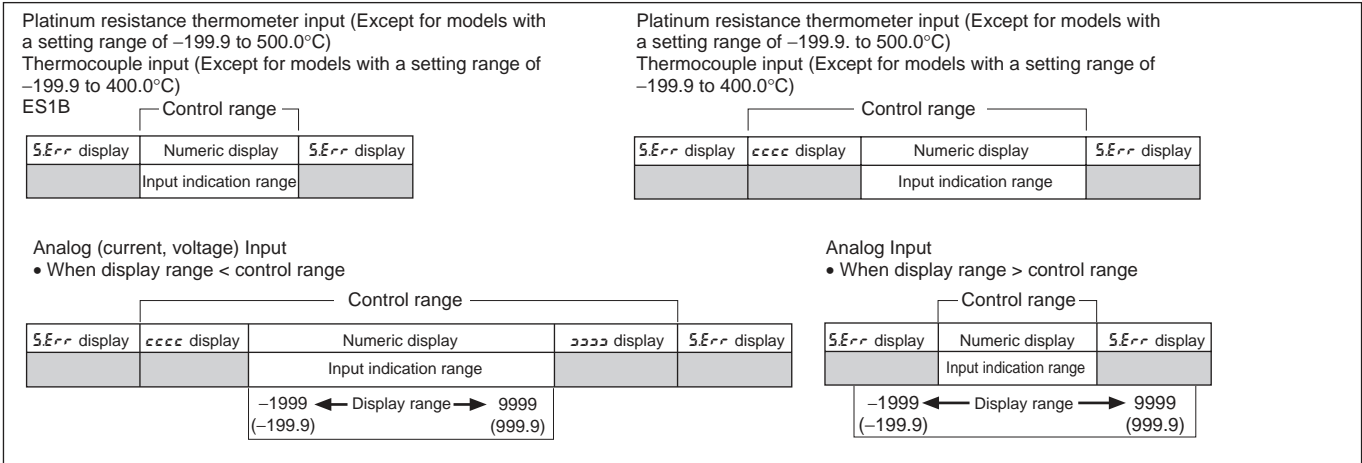 Platinum resistance thermometer input (Except for models with
a setting range of –199.9 to 500.0°C)
Thermocouple input (Except for models with a setting range of
–199.9 to 400.0°C)
ES1B
Control range
S.Err display Numeric display S.Err display
Input indication range
Platinum resistance thermometer input (Except for models with
a setting range of –199.9. to 500.0°C)
Thermocouple input (Except for models with a setting range of
–199.9 to 400.0°C)
Control range
S.Err display cccc display Numeric display S.Err display
Input indication range
Analog (current, voltage) Input
• When display range < control range
Control range
S.Err display cccc display Numeric display ɔɔɔɔ display S.Err display
Input indication range
–1999 Display range 9999
(–199.9) (999.9)
Analog Input
• When display range > control range
Control range
S.Err display Numeric display S.Err display
Input indication range
–1999 Display range 9999
(–199.9) (999.9)